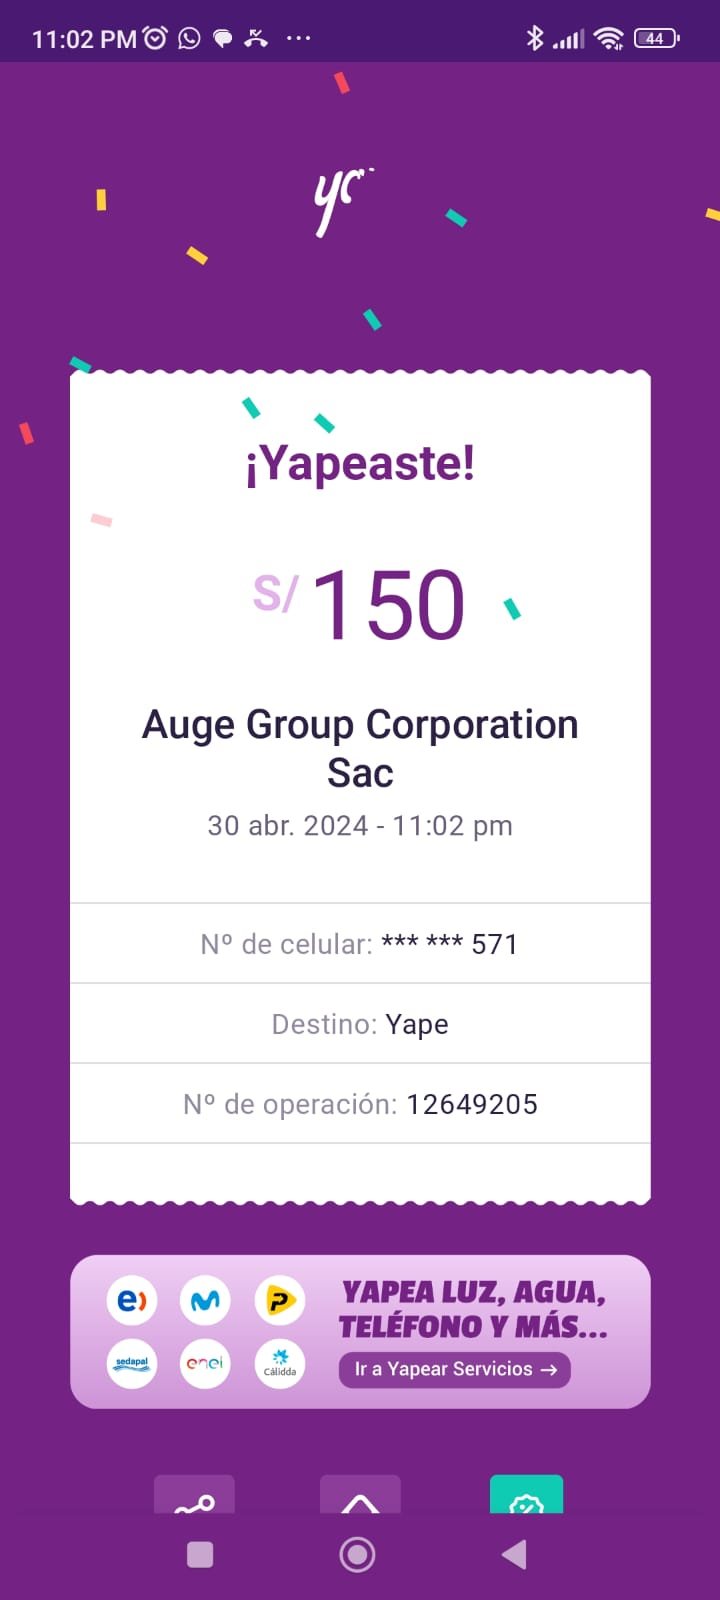 11:02 PM
44
¡Yapeaste!
S/ 150
Auge Group Corporation
Sac
30 abr. 2024 - 11:02 pm
Nº de celular: *** *** 571
Destino: Yape
Nº de operación: 12649205
e)
P
sedapal
enel
Cálidda
YAPEA LUZ, AGUA,
TELÉFONO Y MÁS...
Ir a Yapear Servicios →